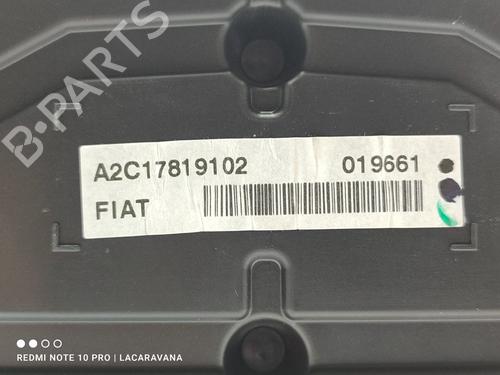 B-PARTS
A2C17819102 019661
FIAT
REDMI NOTE 10 PRO | LACARAVANA